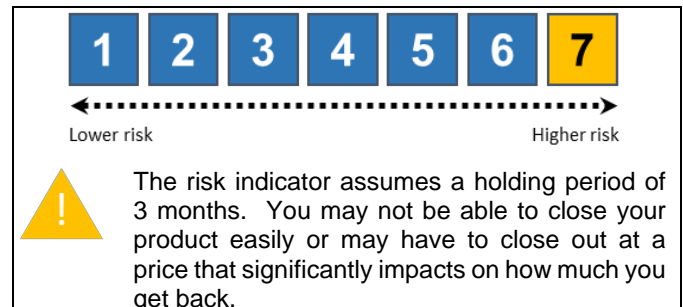 1 2 3 4 5 6 7
Lower risk Higher risk
!
The risk indicator assumes a holding period of
3 months. You may not be able to close your
product easily or may have to close out at a
price that significantly impacts on how much you
get back.